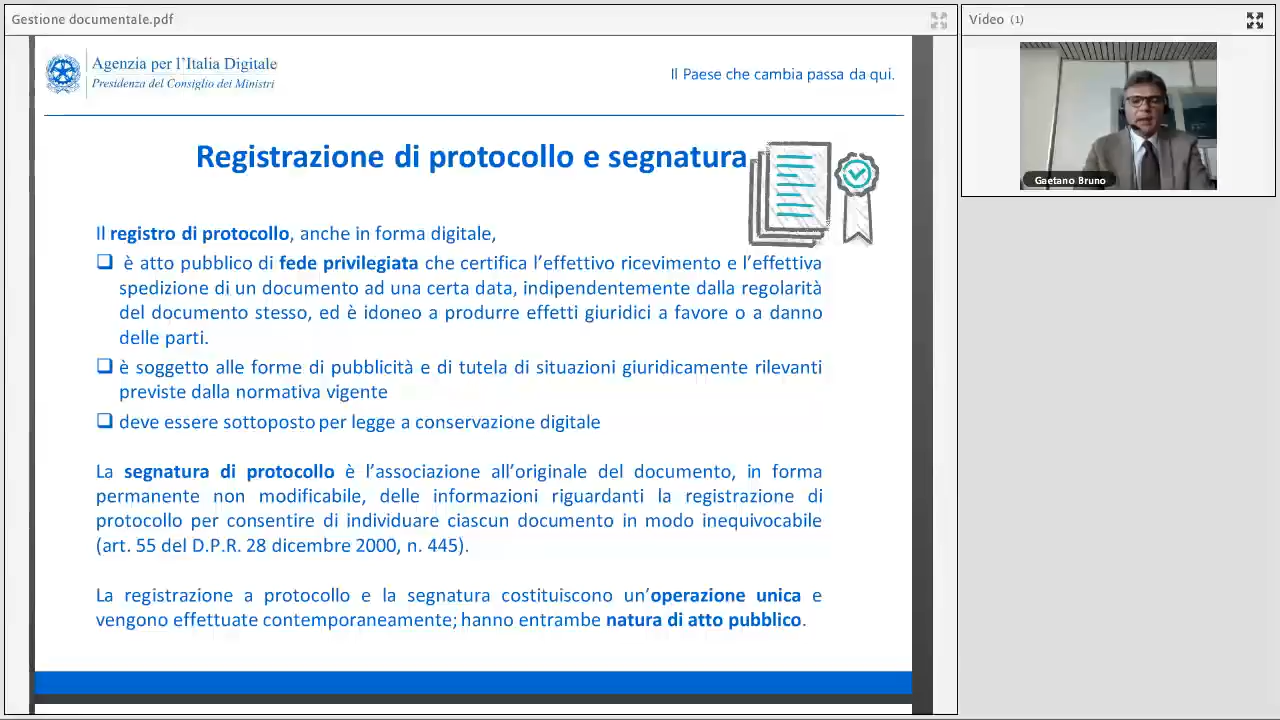 Gestione documentale.pdf
Video (1)
Agenzia per l'Italia Digitale
Presidenza del Consiglio dei Ministri
Il Paese che cambia passa da qui.
Gaetano Bruno
Registrazione di protocollo e segnatura
Il registro di protocollo, anche in forma digitale,
è atto pubblico di fede privilegiata che certifica l'effettivo ricevimento e l'effettiva
spedizione di un documento ad una certa data, indipendentemente dalla regolarità
del documento stesso, ed è idoneo a produrre effetti giuridici a favore o a danno
delle parti.
è soggetto alle forme di pubblicità e di tutela di situazioni giuridicamente rilevanti
previste dalla normativa vigente
deve essere sottoposto per legge a conservazione digitale
La segnatura di protocollo è l'associazione all'originale del documento, in forma
permanente non modificabile, delle informazioni riguardanti la registrazione di
protocollo per consentire di individuare ciascun documento in modo inequivocabile
(art. 55 del D.P.R. 28 dicembre 2000, n. 445).
La registrazione a protocollo e la segnatura costituiscono un'operazione unica e
vengono effettuate contemporaneamente; hanno entrambe natura di atto pubblico.